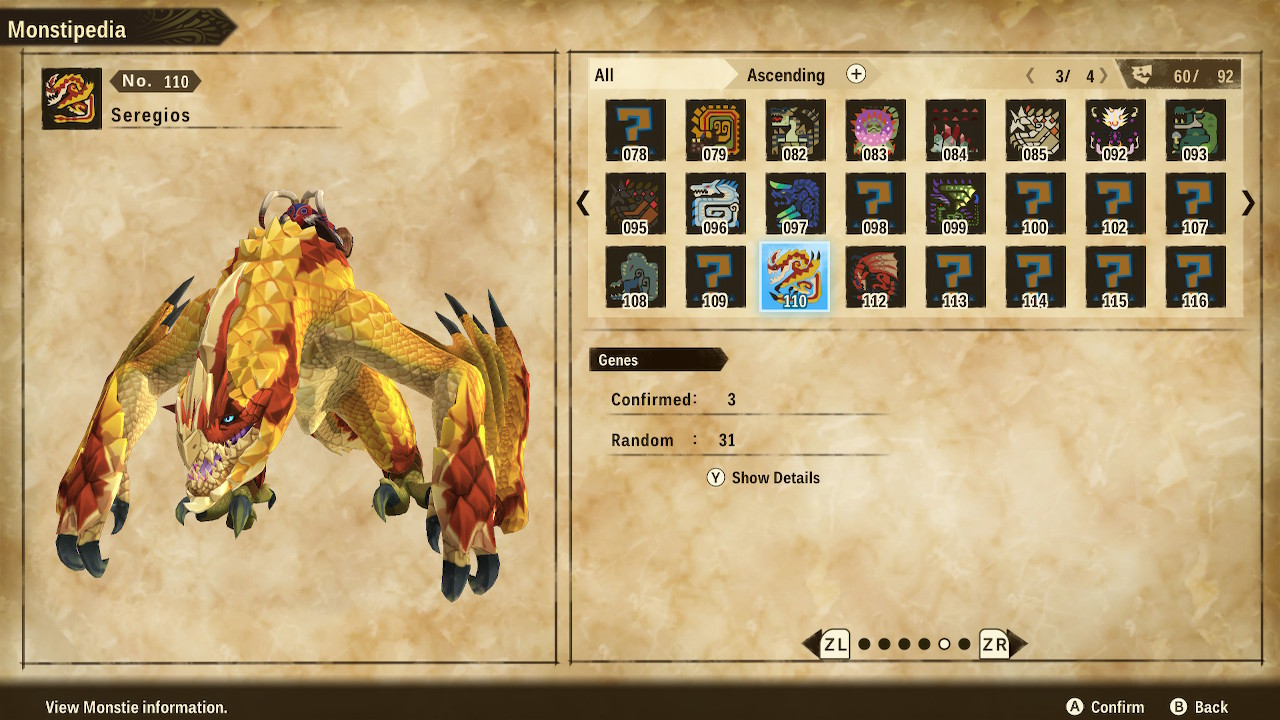 Monstipedia
No. 110
Seregios
All
Ascending
3/ 4
60/ 92
078 079 082 083 084 085 092 093
095 096 097 098 099 100 102 107
108 109 110 112 113 114 115 116
Genes
Confirmed: 3
Random : 31
Y Show Details
ZL ZR
View Monstie information.
A Confirm B Back